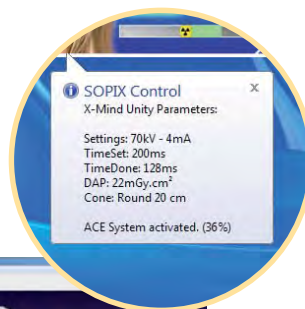 SOPIX Control
X-Mind Unity Parameters:
Settings: 70kV - 4mA
TimeSet: 200ms
TimeDone: 128ms
DAP: 22mGy.cm²
Cone: Round 20 cm
ACE System activated. (36%)